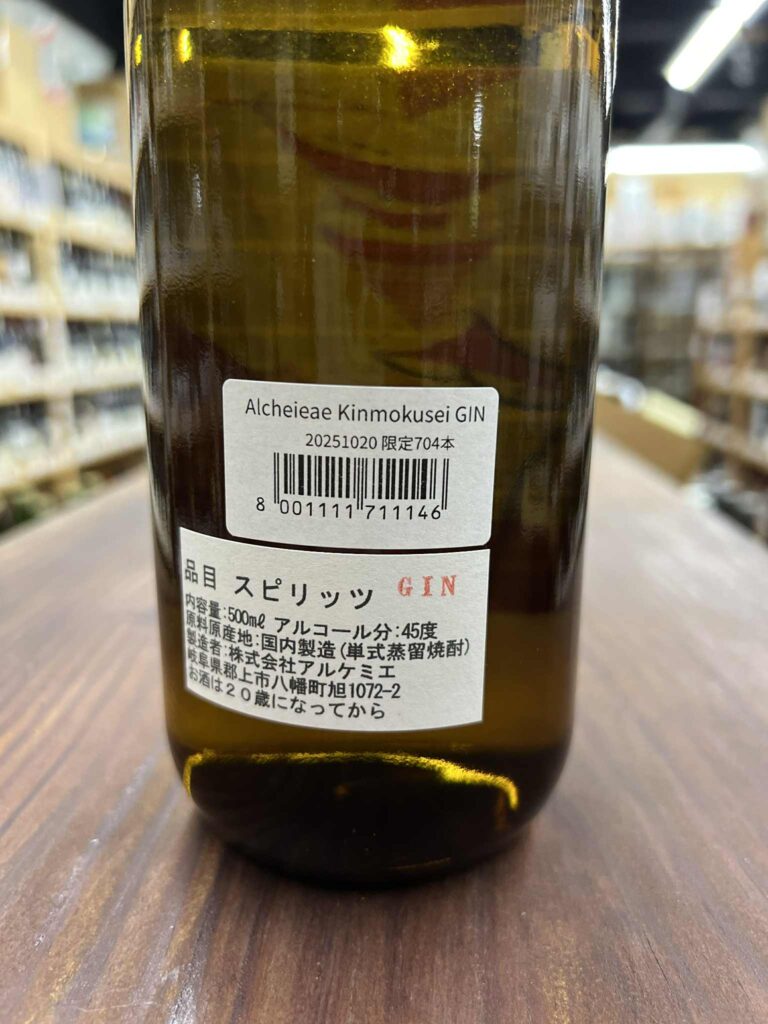 Alcheieae Kinmokusei GIN
20251020 限定704本
8 001111 711146
品目 スピリッツ GIN
内容量:500㎖ アルコール分:45度
原料原産地:国内製造(単式蒸留焼酎)
製造者:株式会社アルケミエ
岐阜県郡上市八幡町旭1072-2
お酒は20歳になってから